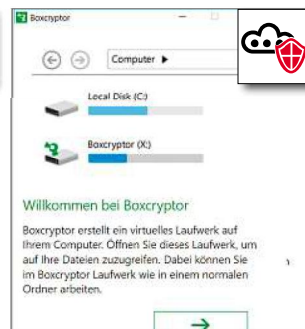 Boxcryptor
Computer
Local Disk (C:)
Boxcryptor (X:)
Willkommen bei Boxcryptor
Boxcryptor erstellt ein virtuelles Laufwerk auf
Ihrem Computer. Öffnen Sie dieses Laufwerk, um
auf Ihre Dateien zuzugreifen. Dabei können Sie
im Boxcryptor Laufwerk wie in einem normalen
Ordner arbeiten.